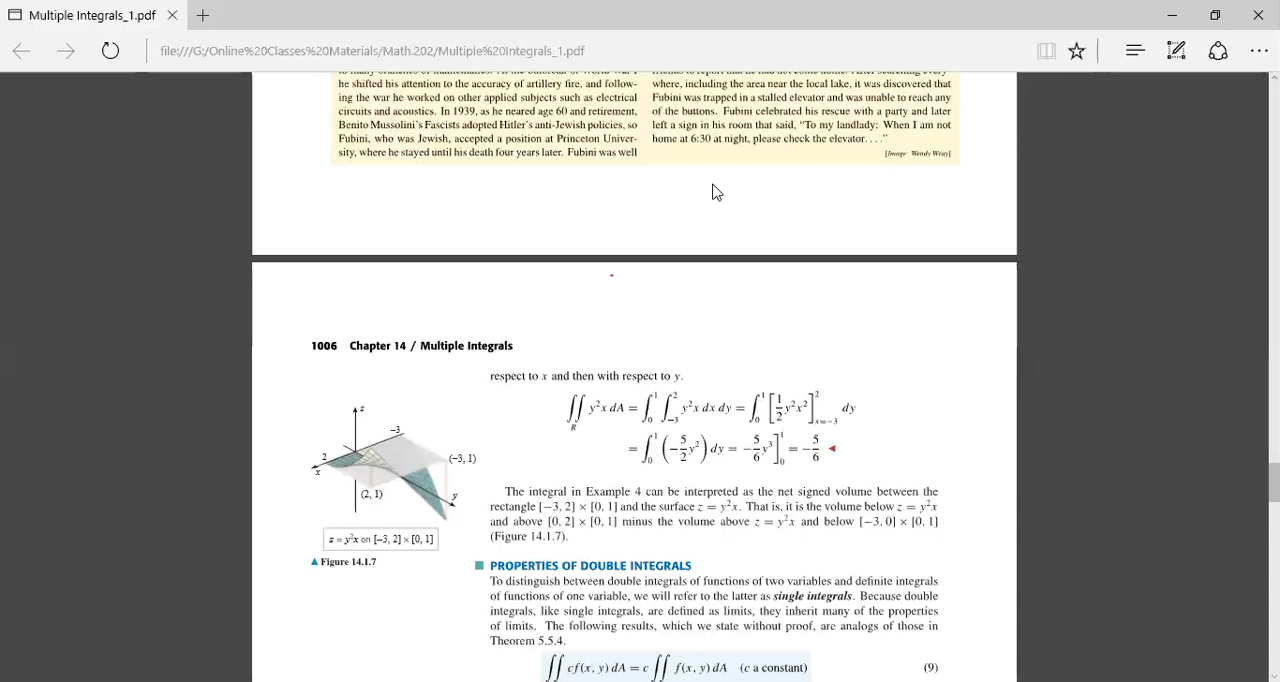 Multiple Integrals_1.pdf
file:///G:/Online%20Classes%20Materials/Math.202/Multiple%20Integrals_1.pdf
he shifted his attention to the accuracy of artillery fire, and follow-
ing the war he worked on other applied subjects such as electrical
circuits and acoustics. In 1939, as he neared age 60 and retirement,
Benito Mussolini's Fascists adopted Hitler's anti-Jewish policies, so
Fubini, who was Jewish, accepted a position at Princeton Univer-
sity, where he stayed until his death four years later. Fubini was well
where, including the area near the local lake, it was discovered that
Fubini was trapped in a stalled elevator and was unable to reach any
of the buttons. Fubini celebrated his rescue with a party and later
left a sign in his room that said, "To my landlady: When I am not
home at 6:30 at night, please check the elevator. . . ."
[Image: Wendy Wray]
1006 Chapter 14 / Multiple Integrals
respect to x and then with respect to y.
∬_R y²x dA = ∫₀¹ ∫₋₃² y²x dx dy = ∫₀¹ [1/2 y²x²]²ₓ₌₋₃ dy
= ∫₀¹ (−5/2 y²) dy = −5/6 y³]₀¹ = −5/6 ◄
z
−3
2
x
(−3, 1)
(2, 1)
y
z = y²x on [−3, 2] × [0, 1]
▲ Figure 14.1.7
The integral in Example 4 can be interpreted as the net signed volume between the
rectangle [−3, 2] × [0, 1] and the surface z = y²x. That is, it is the volume below z = y²x
and above [0, 2] × [0, 1] minus the volume above z = y²x and below [−3, 0] × [0, 1]
(Figure 14.1.7).
PROPERTIES OF DOUBLE INTEGRALS
To distinguish between double integrals of functions of two variables and definite integrals
of functions of one variable, we will refer to the latter as single integrals. Because double
integrals, like single integrals, are defined as limits, they inherit many of the properties
of limits. The following results, which we state without proof, are analogs of those in
Theorem 5.5.4.
∬ cf(x, y) dA = c ∬ f(x, y) dA (c a constant) (9)